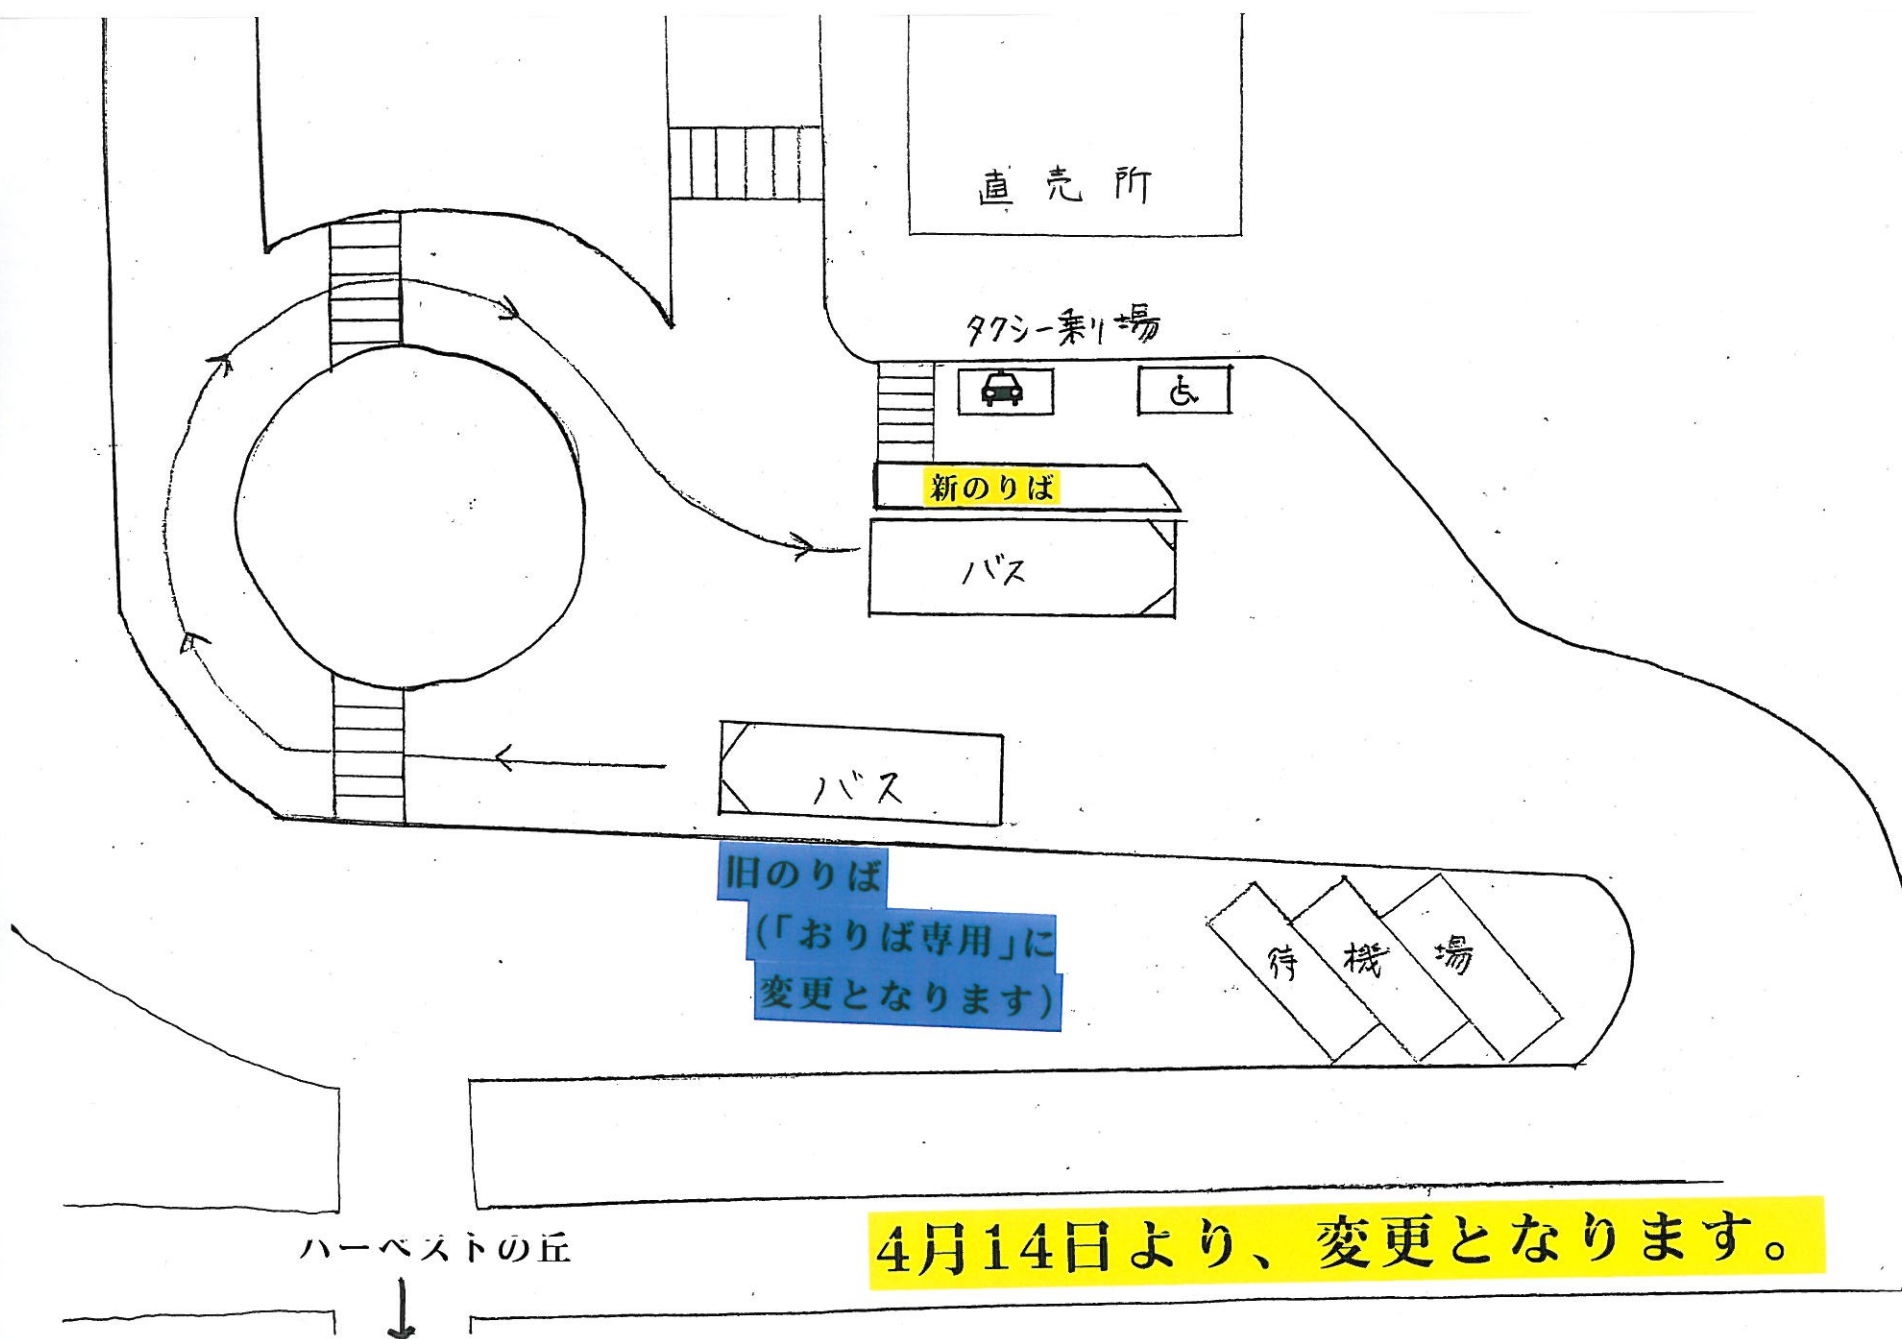 直売所
タクシー乗り場
新のりば
バス
バス
旧のりば
(「おりば専用」に
変更となります)
待機場
ハーベストの丘
4月14日より、変更となります。